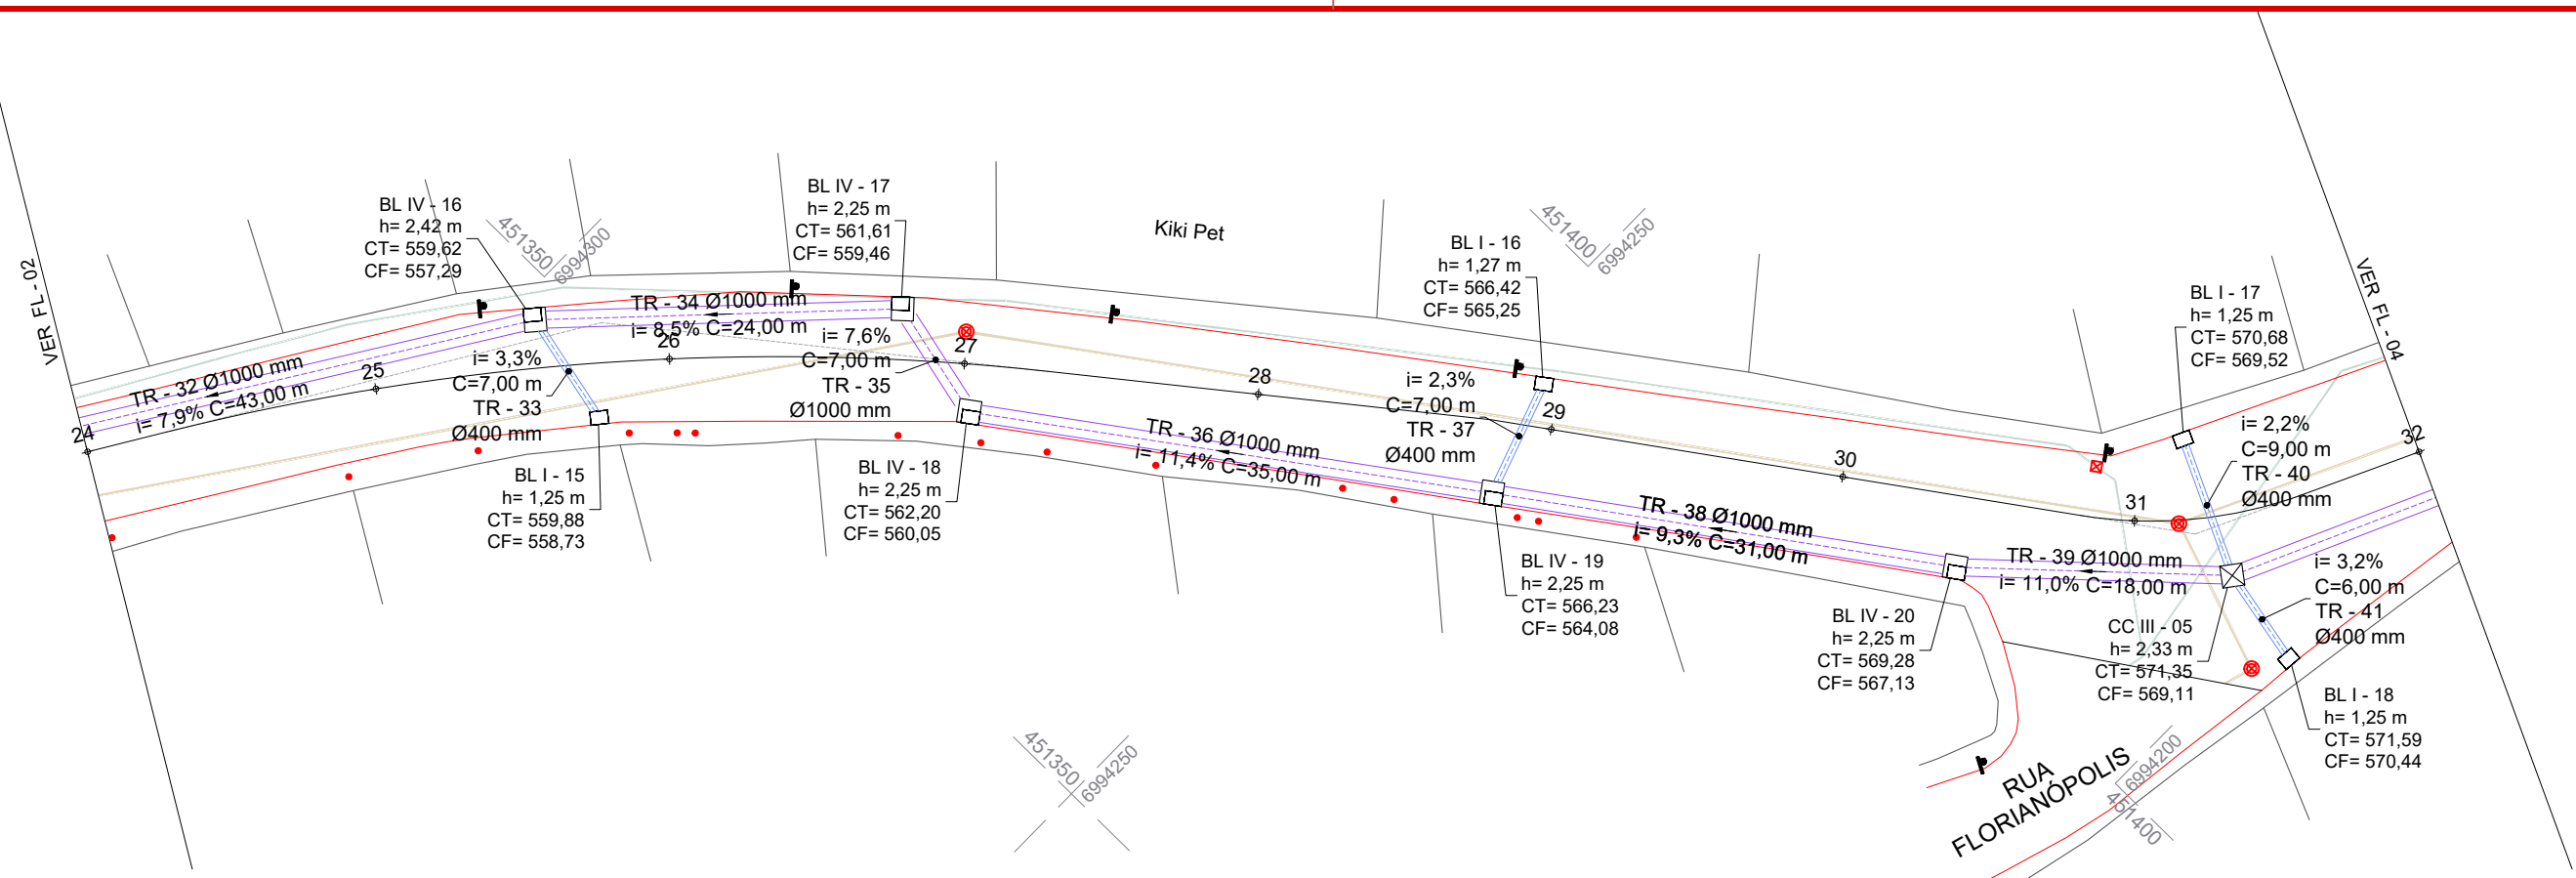 VER FL - 02
BL IV - 16
h= 2,42 m
CT= 559,62
CF= 557,29
451350
6994300
BL IV - 17
h= 2,25 m
CT= 561,61
CF= 559,46
Kiki Pet
BL I - 16
h= 1,27 m
CT= 566,42
CF= 565,25
451400
6994250
BL I - 17
h= 1,25 m
CT= 570,68
CF= 569,52
VER FL - 04
TR - 32 Ø1000 mm
i= 7,9% C=43,00 m
24
25
26
27
28
29
30
31
32
TR - 34 Ø1000 mm
i= 8,5% C=24,00 m
i= 3,3%
C=7,00 m
TR - 33
Ø400 mm
i= 7,6%
C=7,00 m
TR - 35
Ø1000 mm
TR - 36 Ø1000 mm
i= 11,4% C=35,00 m
i= 2,3%
C=7,00 m
TR - 37
Ø400 mm
TR - 38 Ø1000 mm
i= 9,3% C=31,00 m
TR - 39 Ø1000 mm
i= 11,0% C=18,00 m
i= 2,2%
C=9,00 m
TR - 40
Ø400 mm
i= 3,2%
C=6,00 m
TR - 41
Ø400 mm
BL I - 15
h= 1,25 m
CT= 559,88
CF= 558,73
BL IV - 18
h= 2,25 m
CT= 562,20
CF= 560,05
BL IV - 19
h= 2,25 m
CT= 566,23
CF= 564,08
BL IV - 20
h= 2,25 m
CT= 569,28
CF= 567,13
CC III - 05
h= 2,33 m
CT= 571,35
CF= 569,11
BL I - 18
h= 1,25 m
CT= 571,59
CF= 570,44
451350
6994250
RUA
FLORIANÓPOLIS
6994200
451400